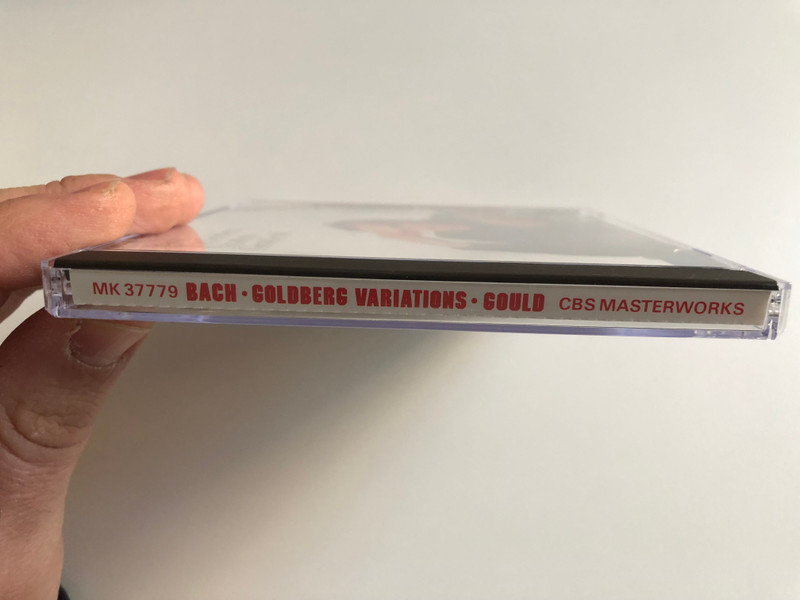 MK 37779 BACH · GOLDBERG VARIATIONS · GOULD CBS MASTERWORKS